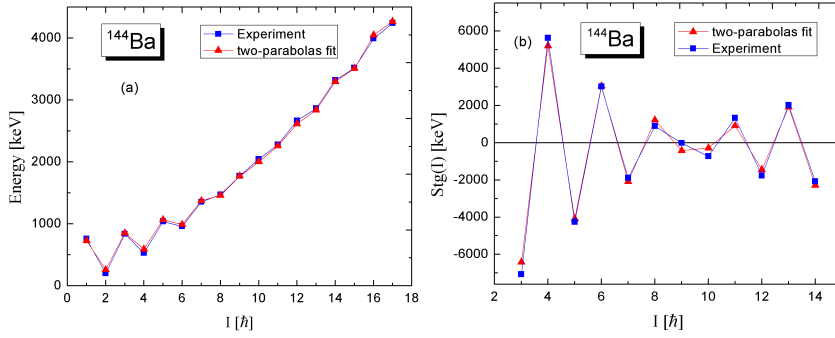 ¹⁴⁴Ba
Experiment
two-parabolas fit
(a)
Energy [keV]
4000
3000
2000
1000
0
0 2 4 6 8 10 12 14 16 18
I [ħ]
(b)
¹⁴⁴Ba
two-parabolas fit
Experiment
Stg(I) [keV]
6000
4000
2000
0
-2000
-4000
-6000
2 4 6 8 10 12 14
I [ħ]